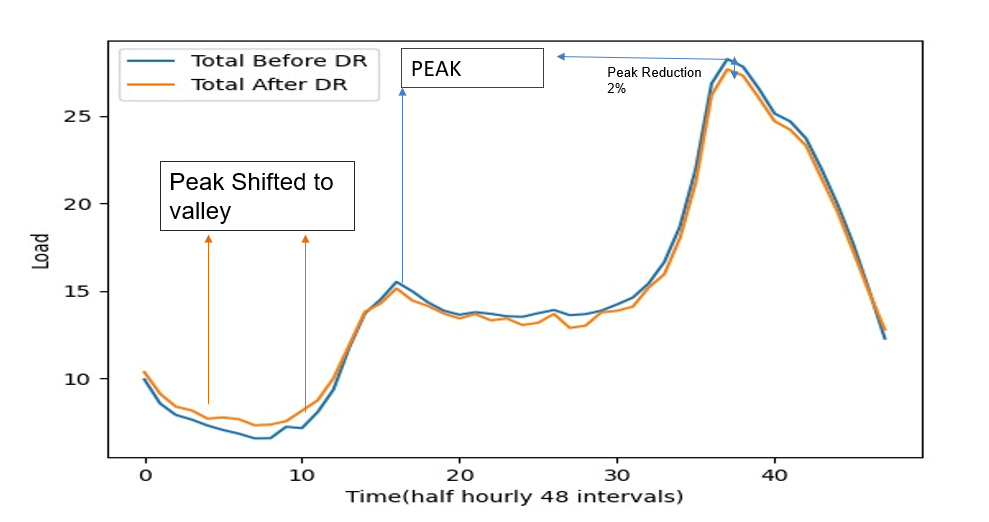 Total Before DR
Total After DR
PEAK
Peak Reduction
2%
Peak Shifted to
valley
Load
25
20
15
10
0
10
20
30
40
Time(half hourly 48 intervals)